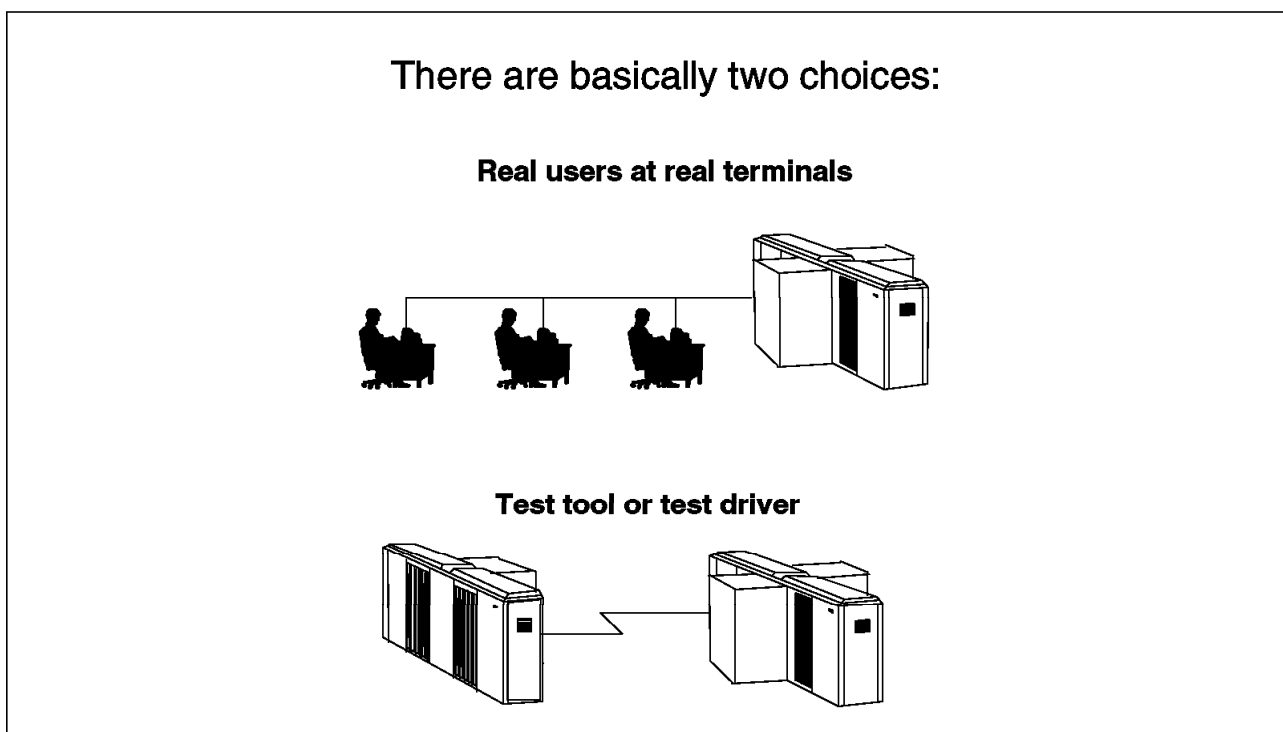 There are basically two choices:
Real users at real terminals
Test tool or test driver